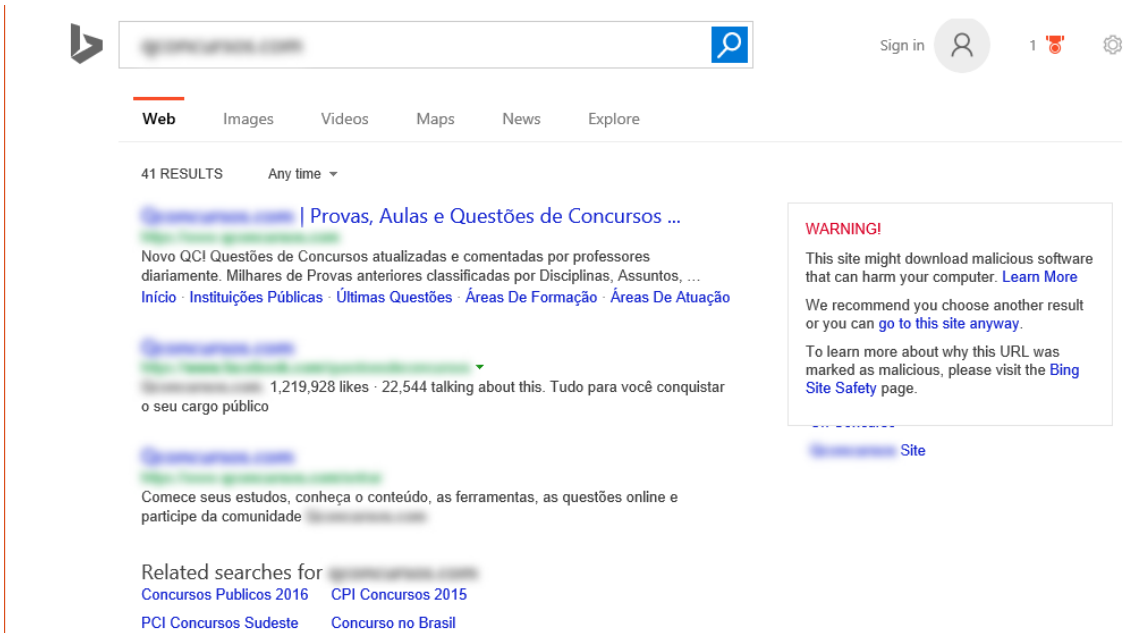 Sign in
1
Web Images Videos Maps News Explore
41 RESULTS Any time
| Provas, Aulas e Questões de Concursos ...
Novo QC! Questões de Concursos atualizadas e comentadas por professores
diariamente. Milhares de Provas anteriores classificadas por Disciplinas, Assuntos, ...
Início · Instituições Públicas · Últimas Questões · Áreas De Formação · Áreas De Atuação
1,219,928 likes · 22,544 talking about this. Tudo para você conquistar
o seu cargo público
Comece seus estudos, conheça o conteúdo, as ferramentas, as questões online e
participe da comunidade
Related searches for
Concursos Publicos 2016 CPI Concursos 2015
PCI Concursos Sudeste Concurso no Brasil
WARNING!
This site might download malicious software
that can harm your computer. Learn More
We recommend you choose another result
or you can go to this site anyway.
To learn more about why this URL was
marked as malicious, please visit the Bing
Site Safety page.
Site